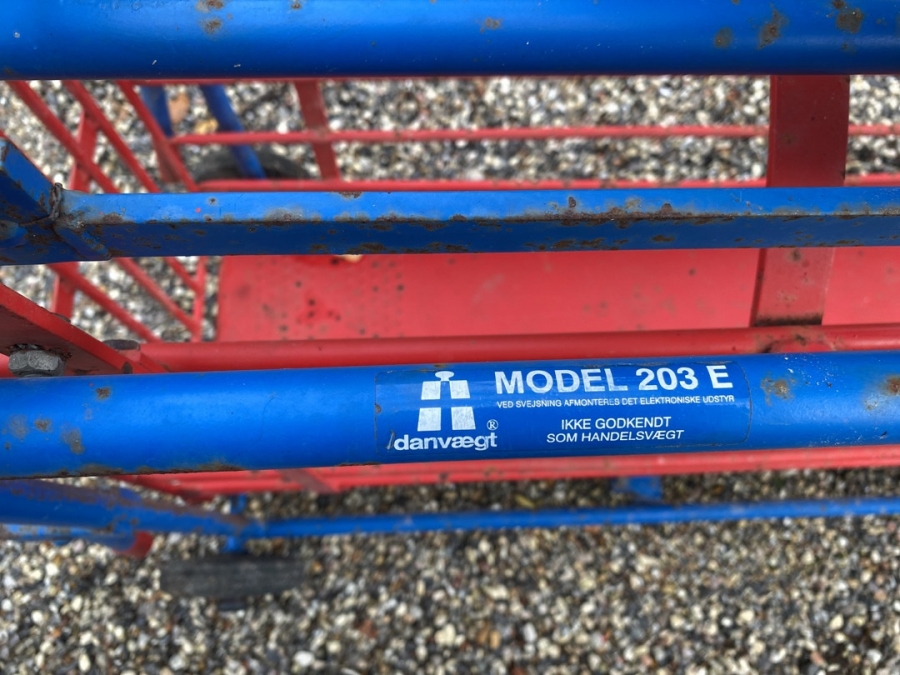 MODEL 203 E
VED SVEJSNING AFMONTERES DET ELEKTRONISKE UDSTYR
IKKE GODKENDT
SOM HANDELSVÆGT
®
danvægt